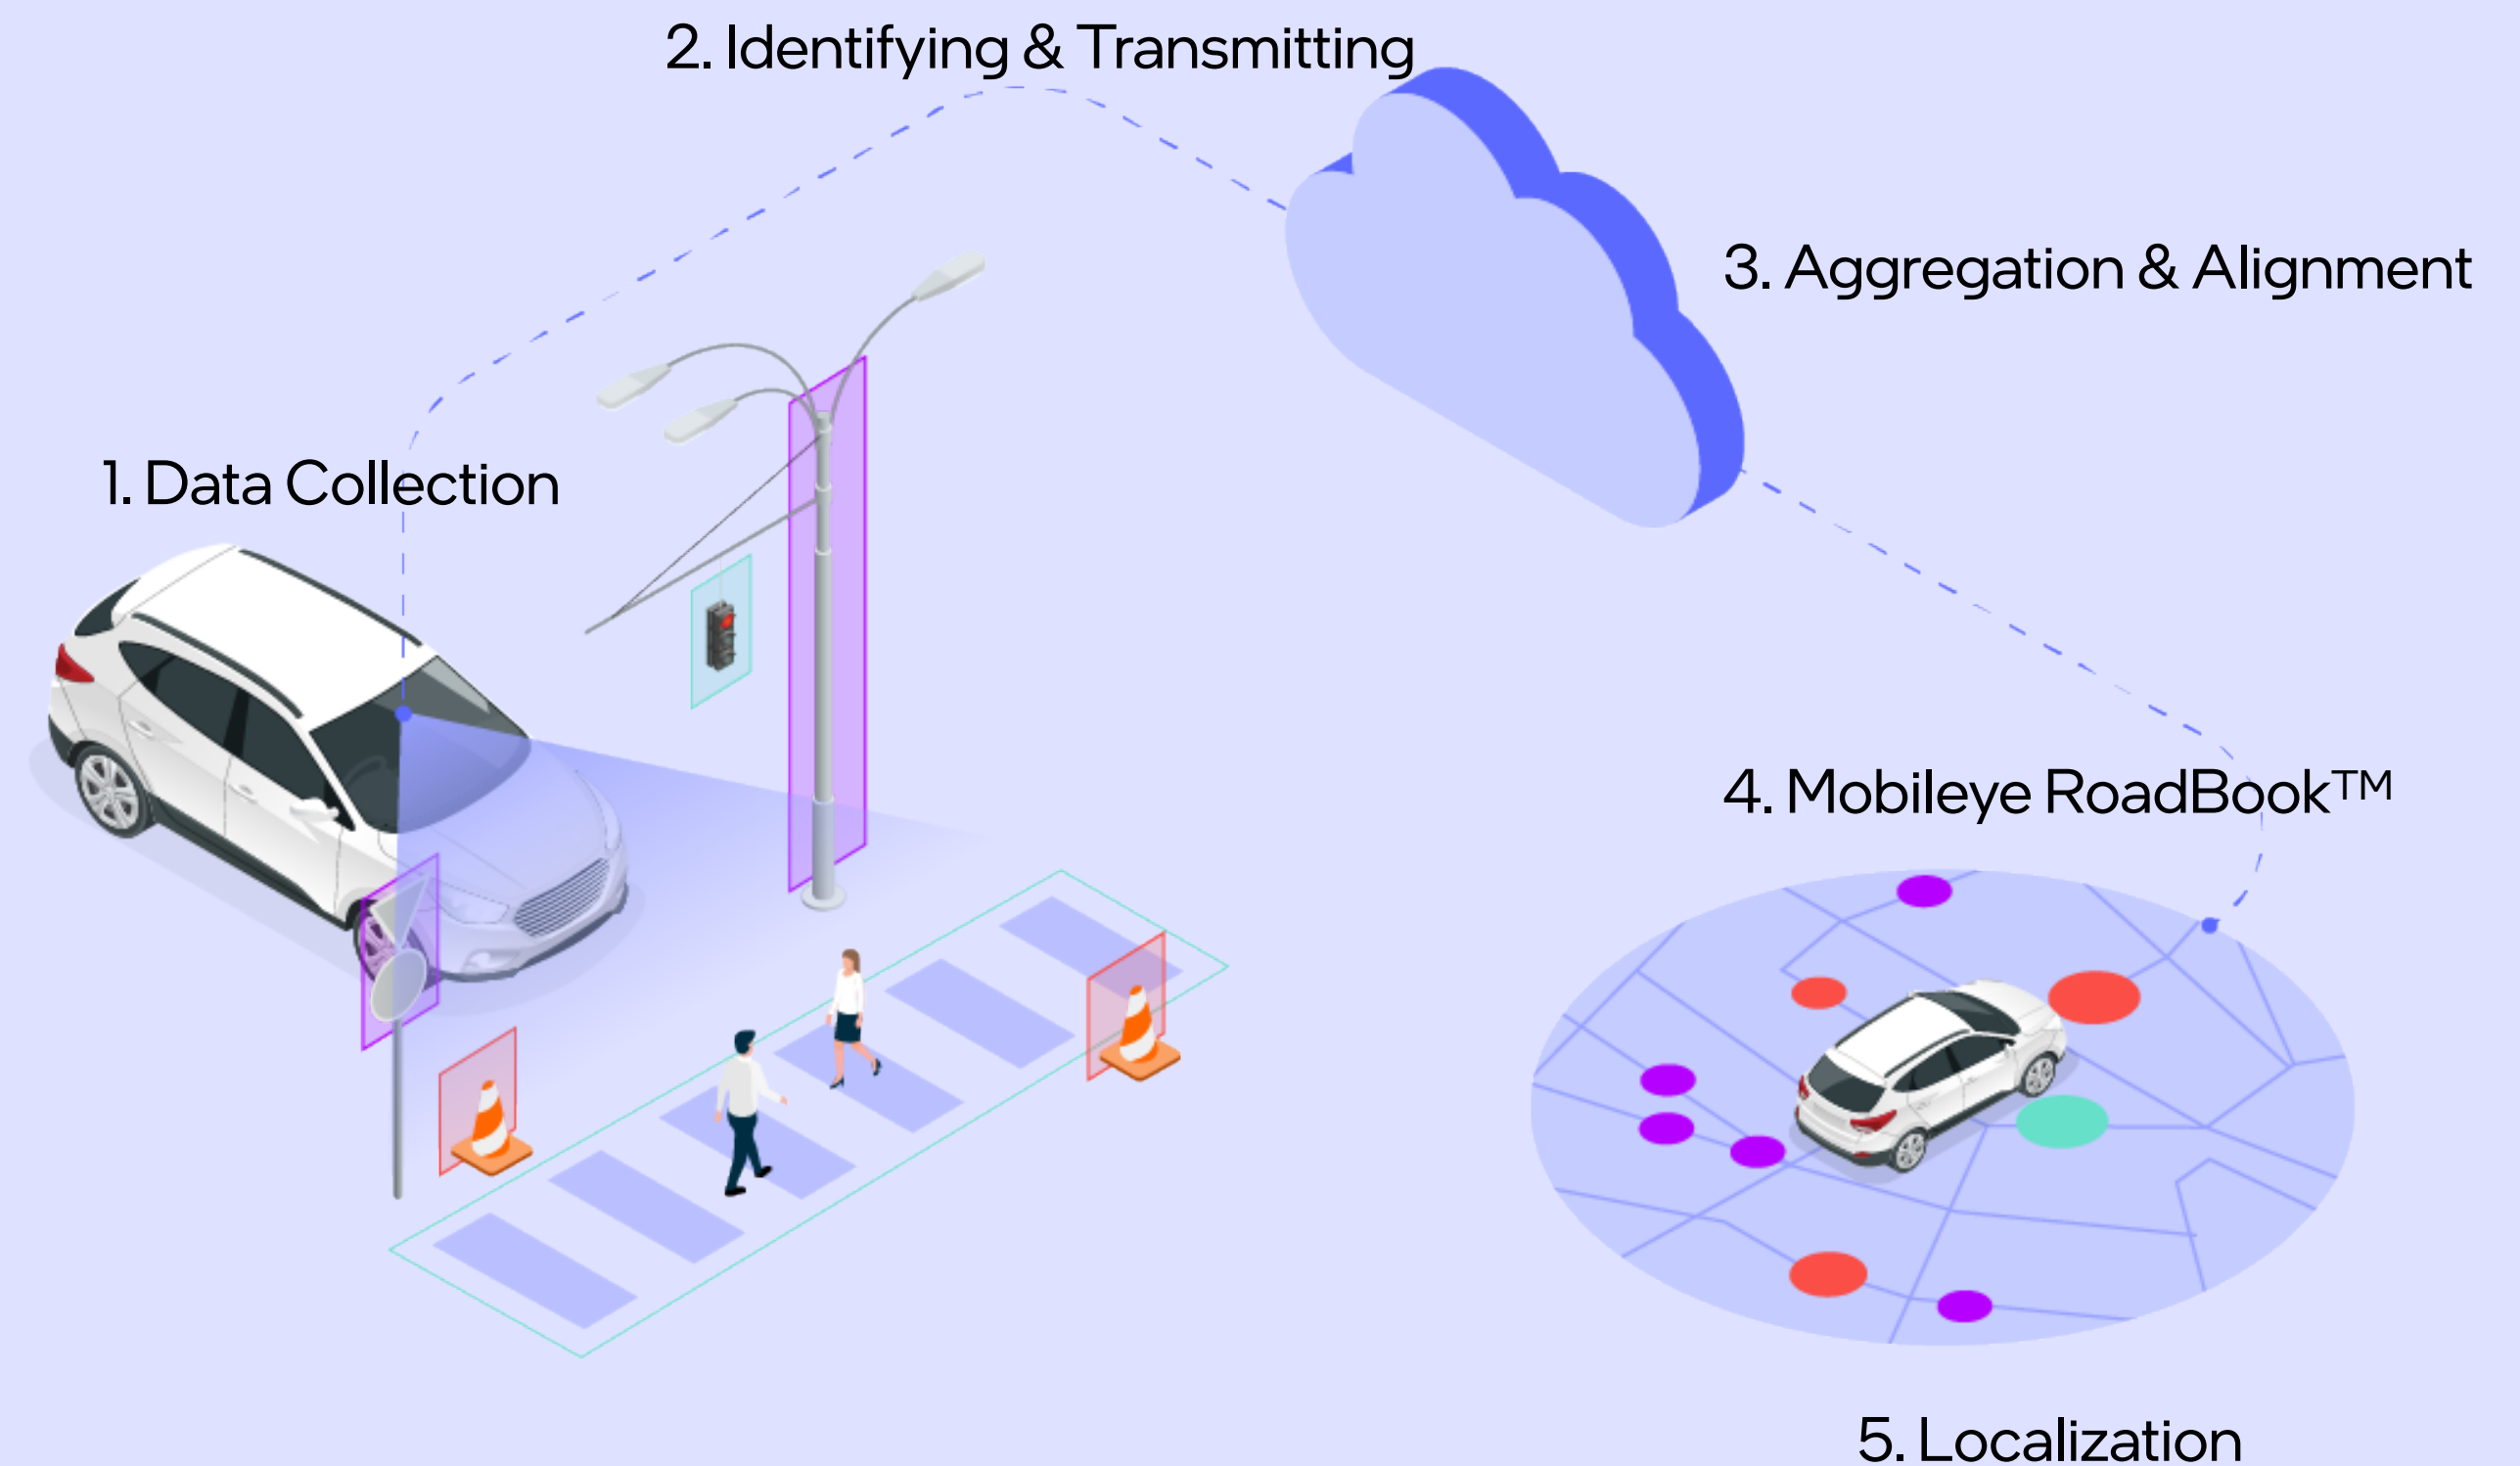 2. Identifying & Transmitting
3. Aggregation & Alignment
1. Data Collection
4. Mobileye RoadBook™
5. Localization